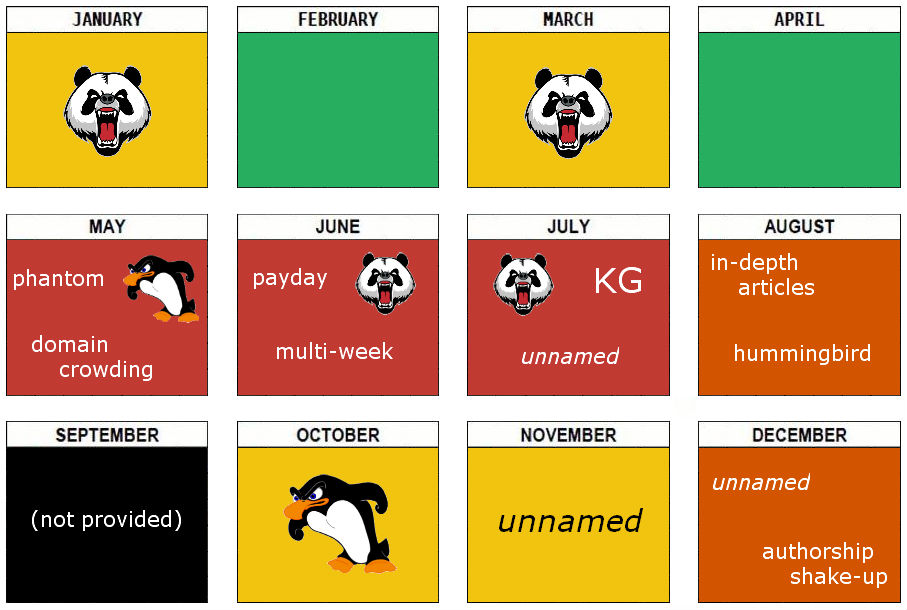 JANUARY
FEBRUARY
MARCH
APRIL
MAY
phantom
domain
crowding
JUNE
payday
multi-week
JULY
KG
unnamed
AUGUST
in-depth
articles
hummingbird
SEPTEMBER
(not provided)
OCTOBER
NOVEMBER
unnamed
DECEMBER
unnamed
authorship
shake-up